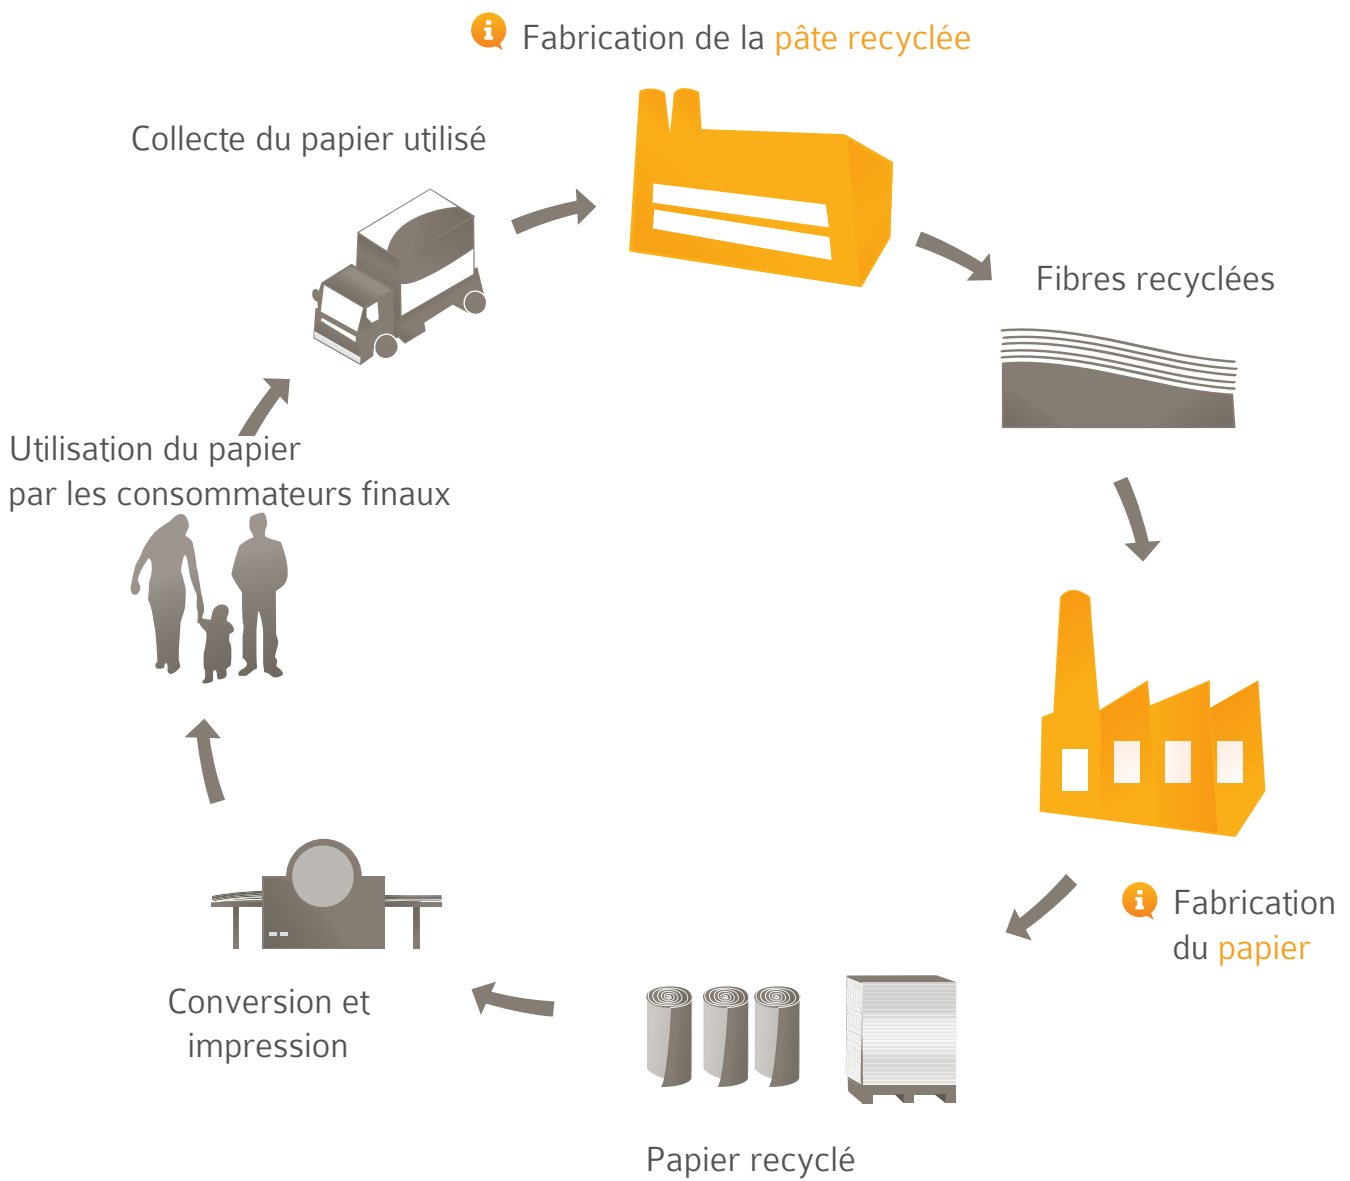 Fabrication de la pâte recyclée
Collecte du papier utilisé
Fibres recyclées
Utilisation du papier
par les consommateurs finaux
Fabrication
du papier
Conversion et
impression
Papier recyclé